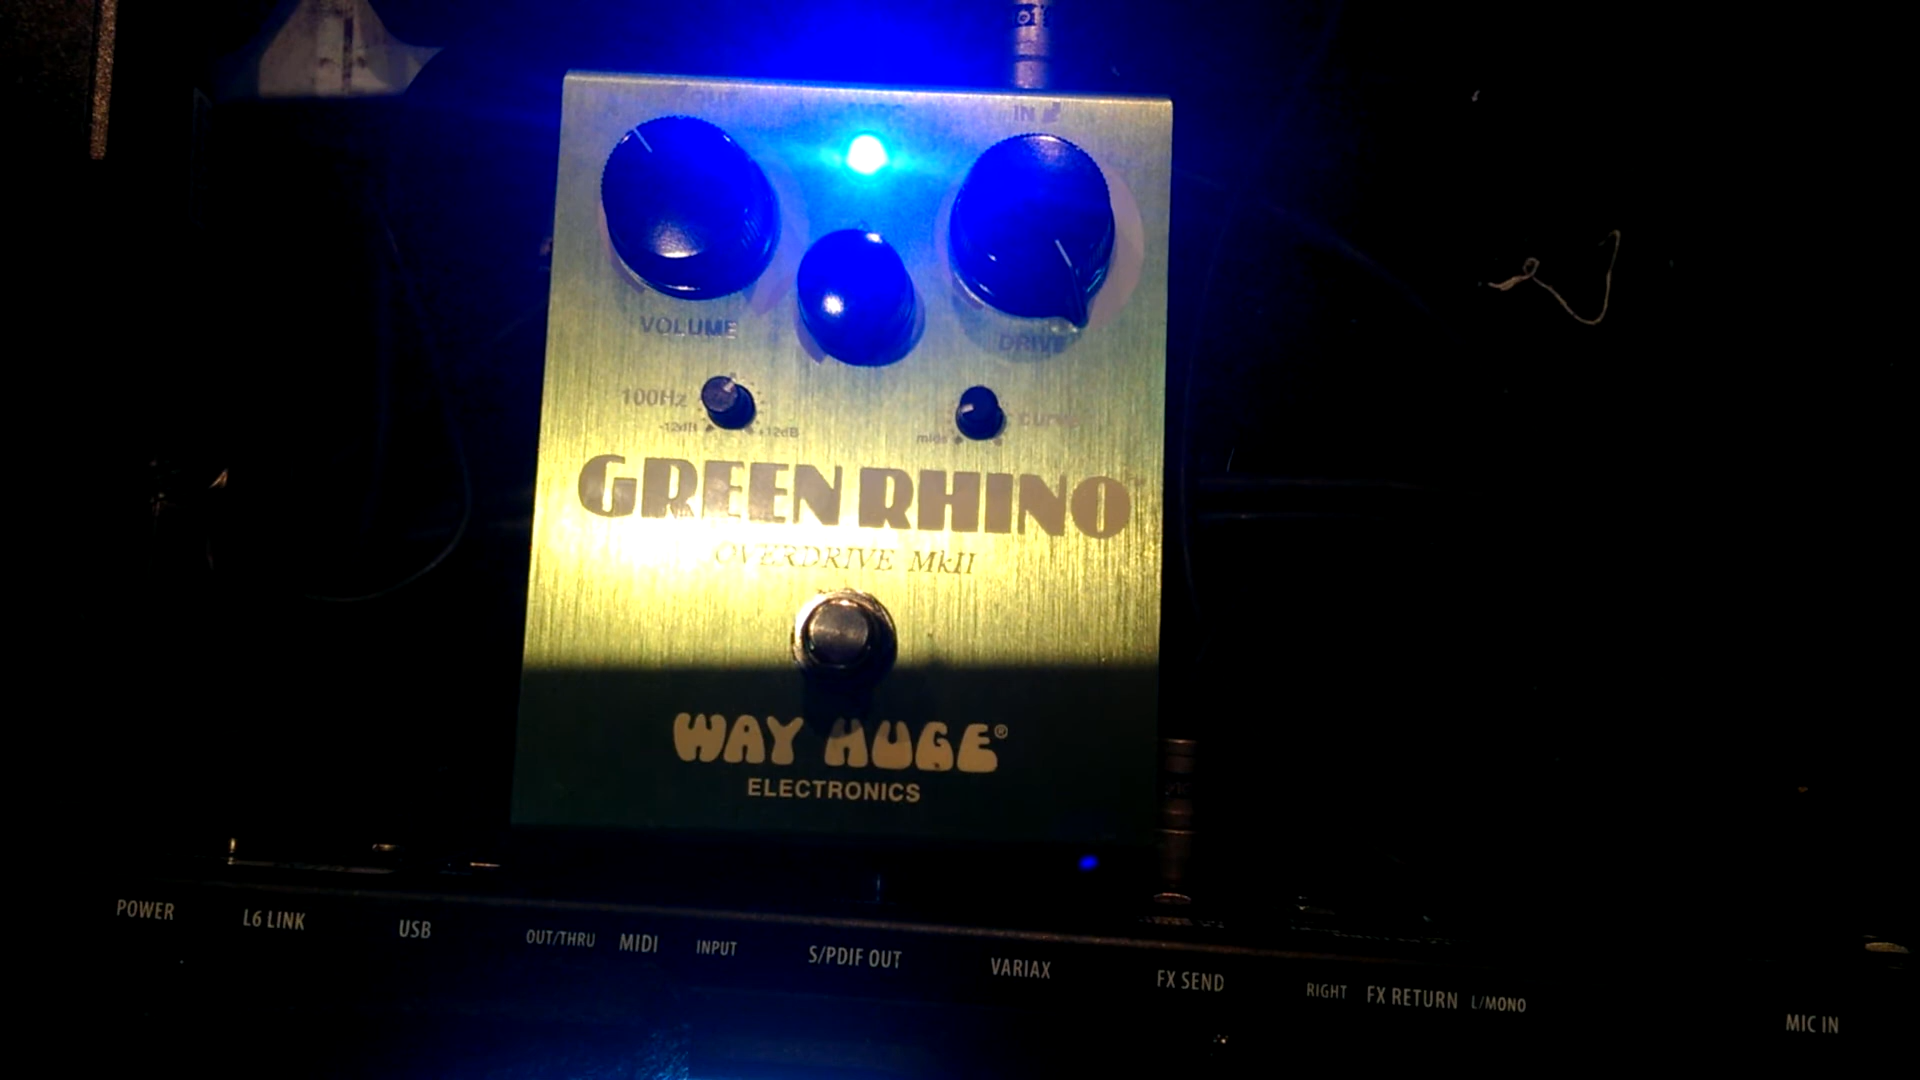 IN
VOLUME
DRIVE
100Hz
-12dB +12dB
mids
curve
GREEN RHINO
OVERDRIVE MkII
WAY HUGE®
ELECTRONICS
POWER L6 LINK USB OUT/THRU MIDI INPUT S/PDIF OUT VARIAX FX SEND RIGHT FX RETURN L/MONO MIC IN